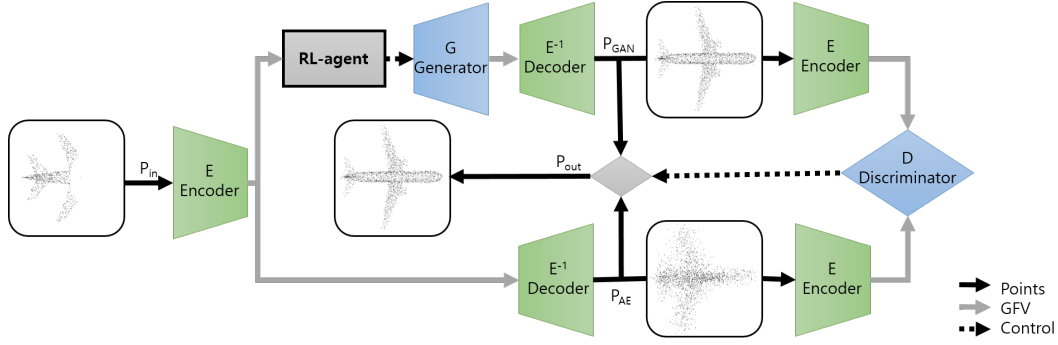 RL-agent
G
Generator
E⁻¹
Decoder
P_GAN
E
Encoder
P_in
E
Encoder
P_out
D
Discriminator
E⁻¹
Decoder
P_AE
E
Encoder
Points
GFV
Control